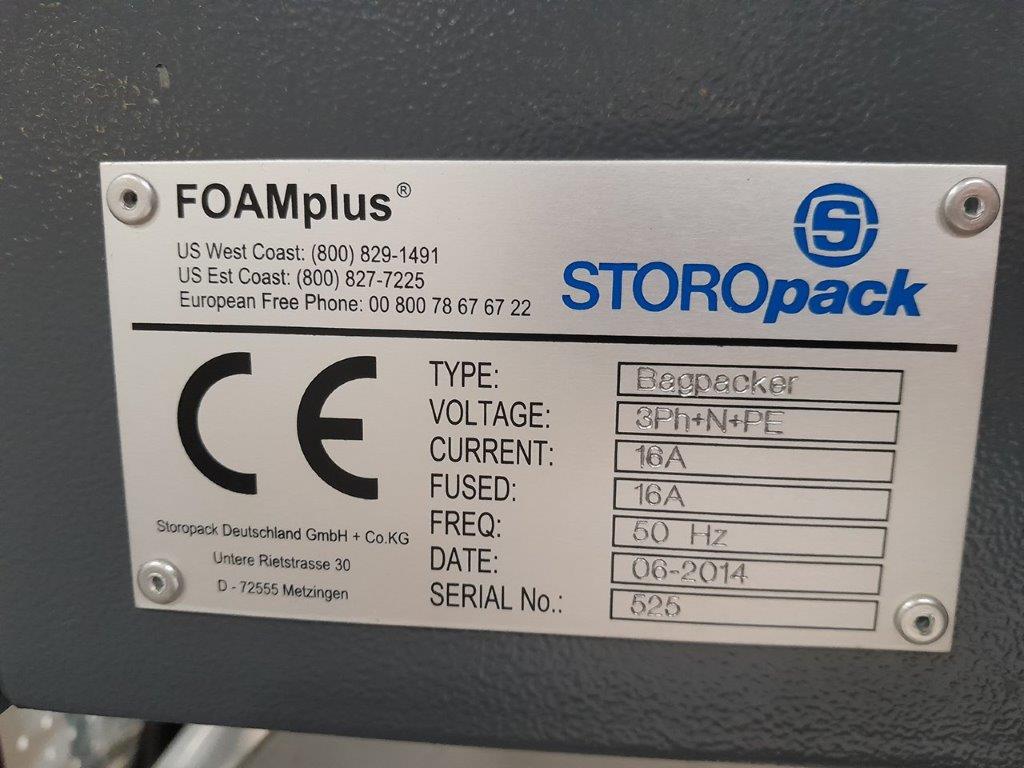 FOAMplus®
US West Coast: (800) 829-1491
US Est Coast: (800) 827-7225
European Free Phone: 00 800 78 67 67 22
S
STOROpack
CE
TYPE: Bagpacker
VOLTAGE: 3Ph+N+PE
CURRENT: 16A
FUSED: 16A
FREQ: 50 Hz
DATE: 06-2014
SERIAL No.: 525
Storopack Deutschland GmbH + Co.KG
Untere Rietstrasse 30
D - 72555 Metzingen